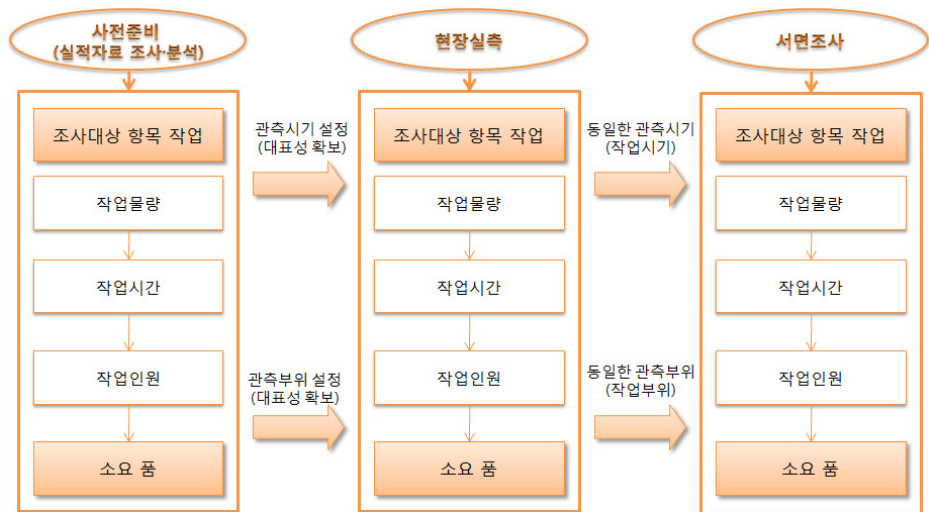 사전준비
(실적자료 조사·분석)
조사대상 항목 작업
작업물량
작업시간
작업인원
소요 품
관측시기 설정
(대표성 확보)
관측부위 설정
(대표성 확보)
현장실측
조사대상 항목 작업
작업물량
작업시간
작업인원
소요 품
동일한 관측시기
(작업시기)
동일한 관측부위
(작업부위)
서면조사
조사대상 항목 작업
작업물량
작업시간
작업인원
소요 품